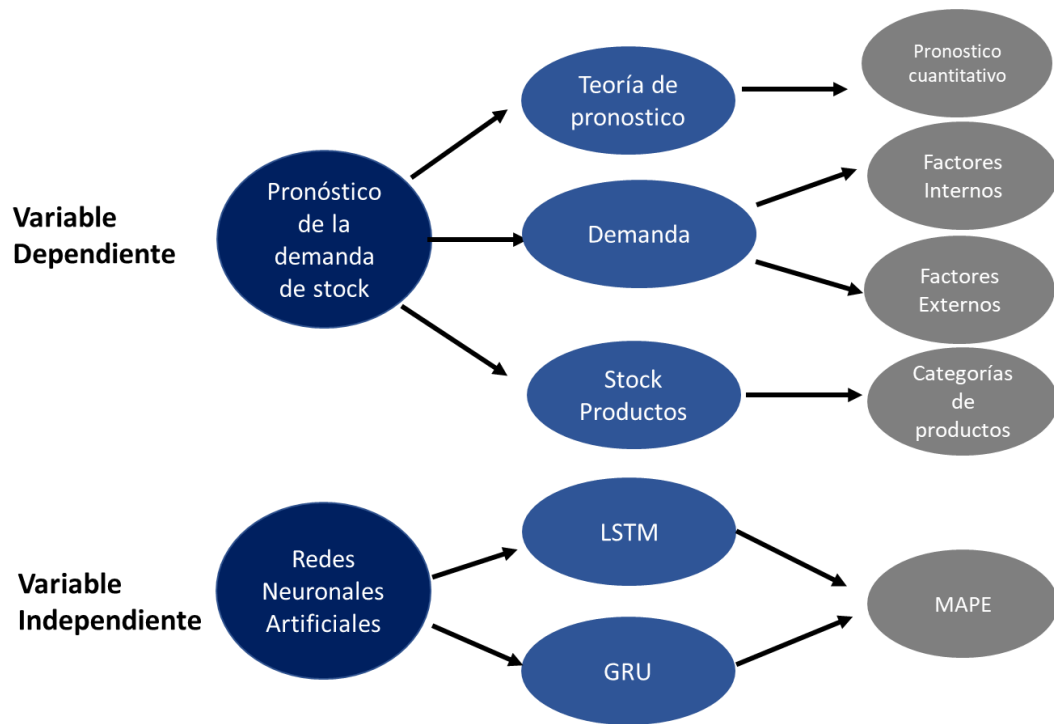 Variable
Dependiente
Pronóstico
de la
demanda
de stock
Teoría de
pronostico
Pronostico
cuantitativo
Demanda
Factores
Internos
Factores
Externos
Stock
Productos
Categorías
de
productos
Variable
Independiente
Redes
Neuronales
Artificiales
LSTM
GRU
MAPE